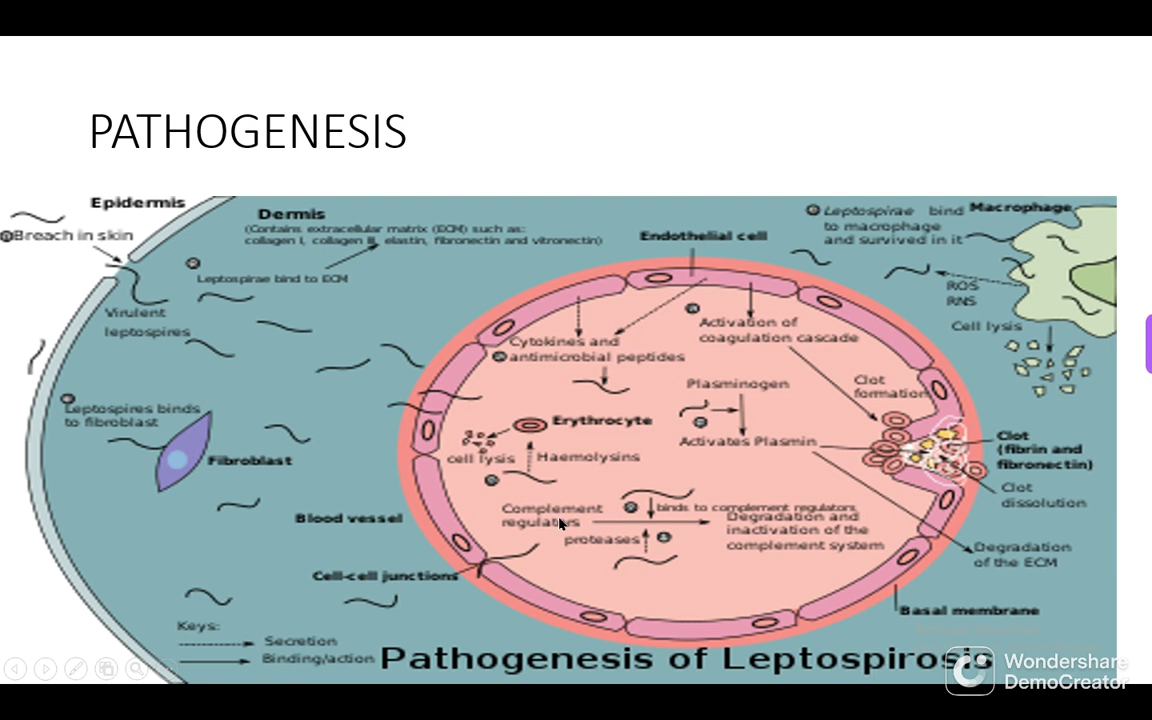 PATHOGENESIS
Epidermis
Breach in skin
Dermis
(Contains extracellular matrix (ECM) such as:
collagen I, collagen II, elastin, fibronectin and vitronectin)
Leptospirae bind to ECM
Virulent
leptospires
Leptospires binds
to fibroblast
Fibroblast
Blood vessel
Cell-cell junctions
Endothelial cell
Leptospirae bind
to macrophage
and survived in it
Macrophage
ROS
RNS
Cell lysis
Cytokines and
antimicrobial peptides
Activation of
coagulation cascade
Plasminogen
Activates Plasmin
Clot
formation
Erythrocyte
cell lysis
Haemolysins
Complement
regulators
binds to complement regulators
proteases
Degradation and
inactivation of the
complement system
Clot
(fibrin and
fibronectin)
Clot
dissolution
Degradation
of the ECM
Basal membrane
Keys:
Secretion
Binding/action
Pathogenesis of Leptospirosis
Wondershare
DemoCreator